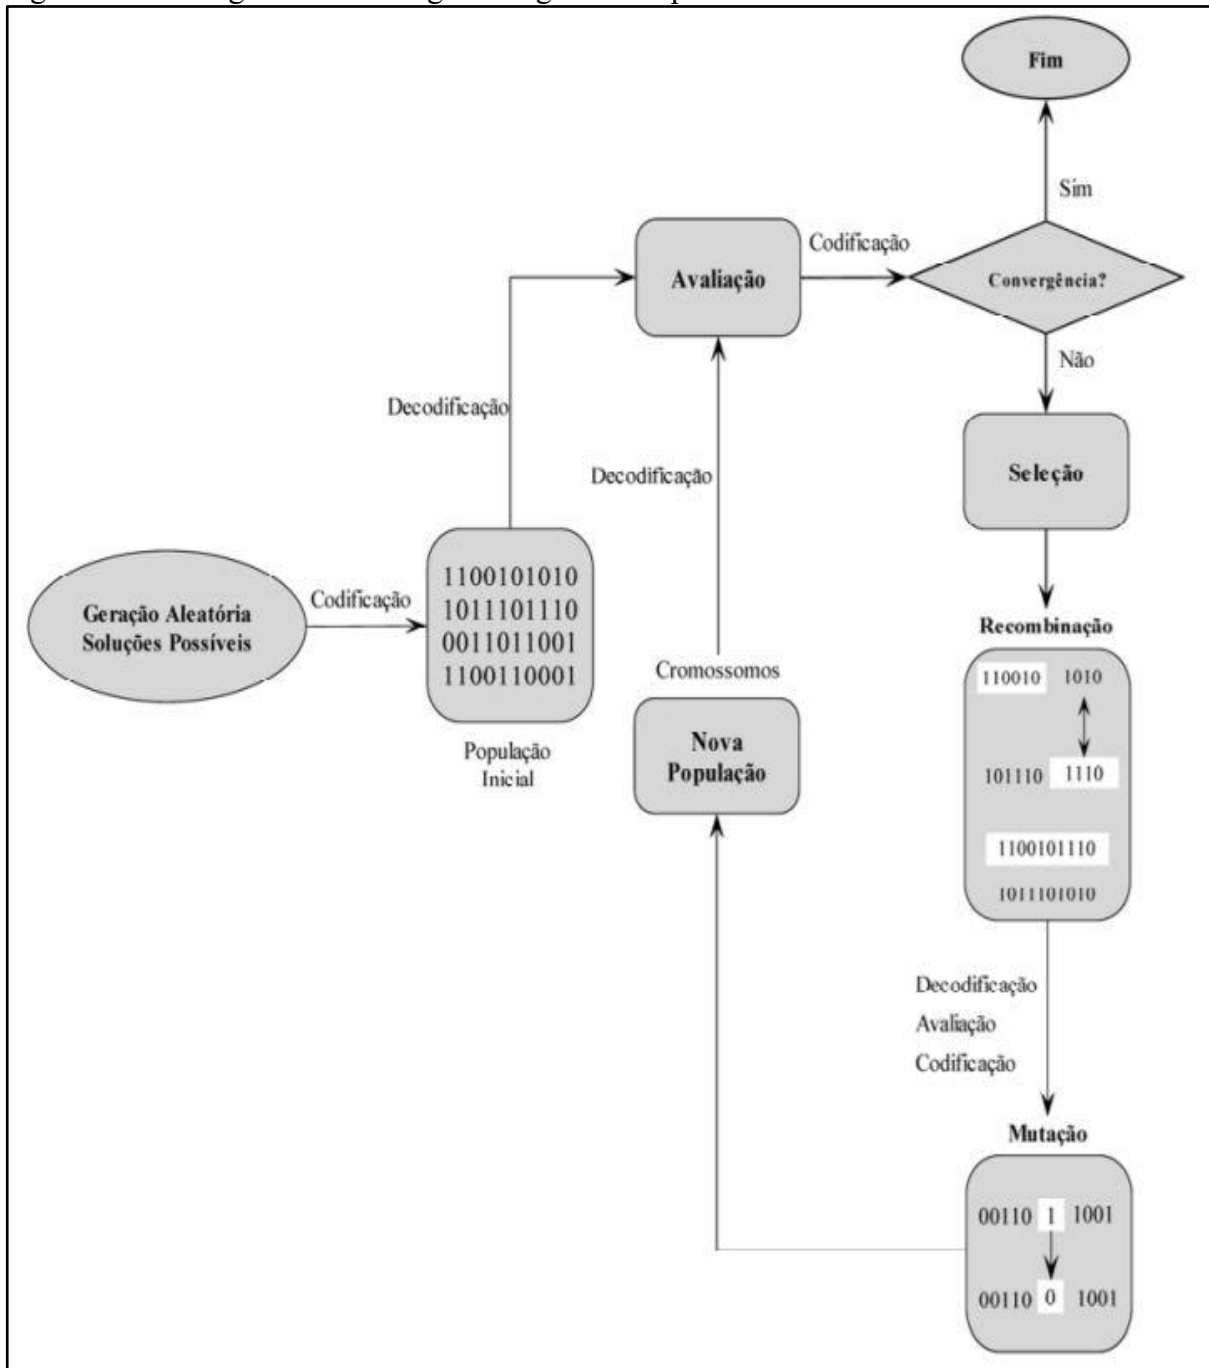 Fim
Sim
Codificação
Avaliação
Convergência?
Não
Decodificação
Decodificação
Seleção
1100101010
1011101110
0011011001
1100110001
Codificação
Geração Aleatória
Soluções Possíveis
População
Inicial
Cromossomos
Nova
População
Recombinação
110010 1010
101110 1110
1100101110
1011101010
Decodificação
Avaliação
Codificação
Mutação
00110 1 1001
00110 0 1001